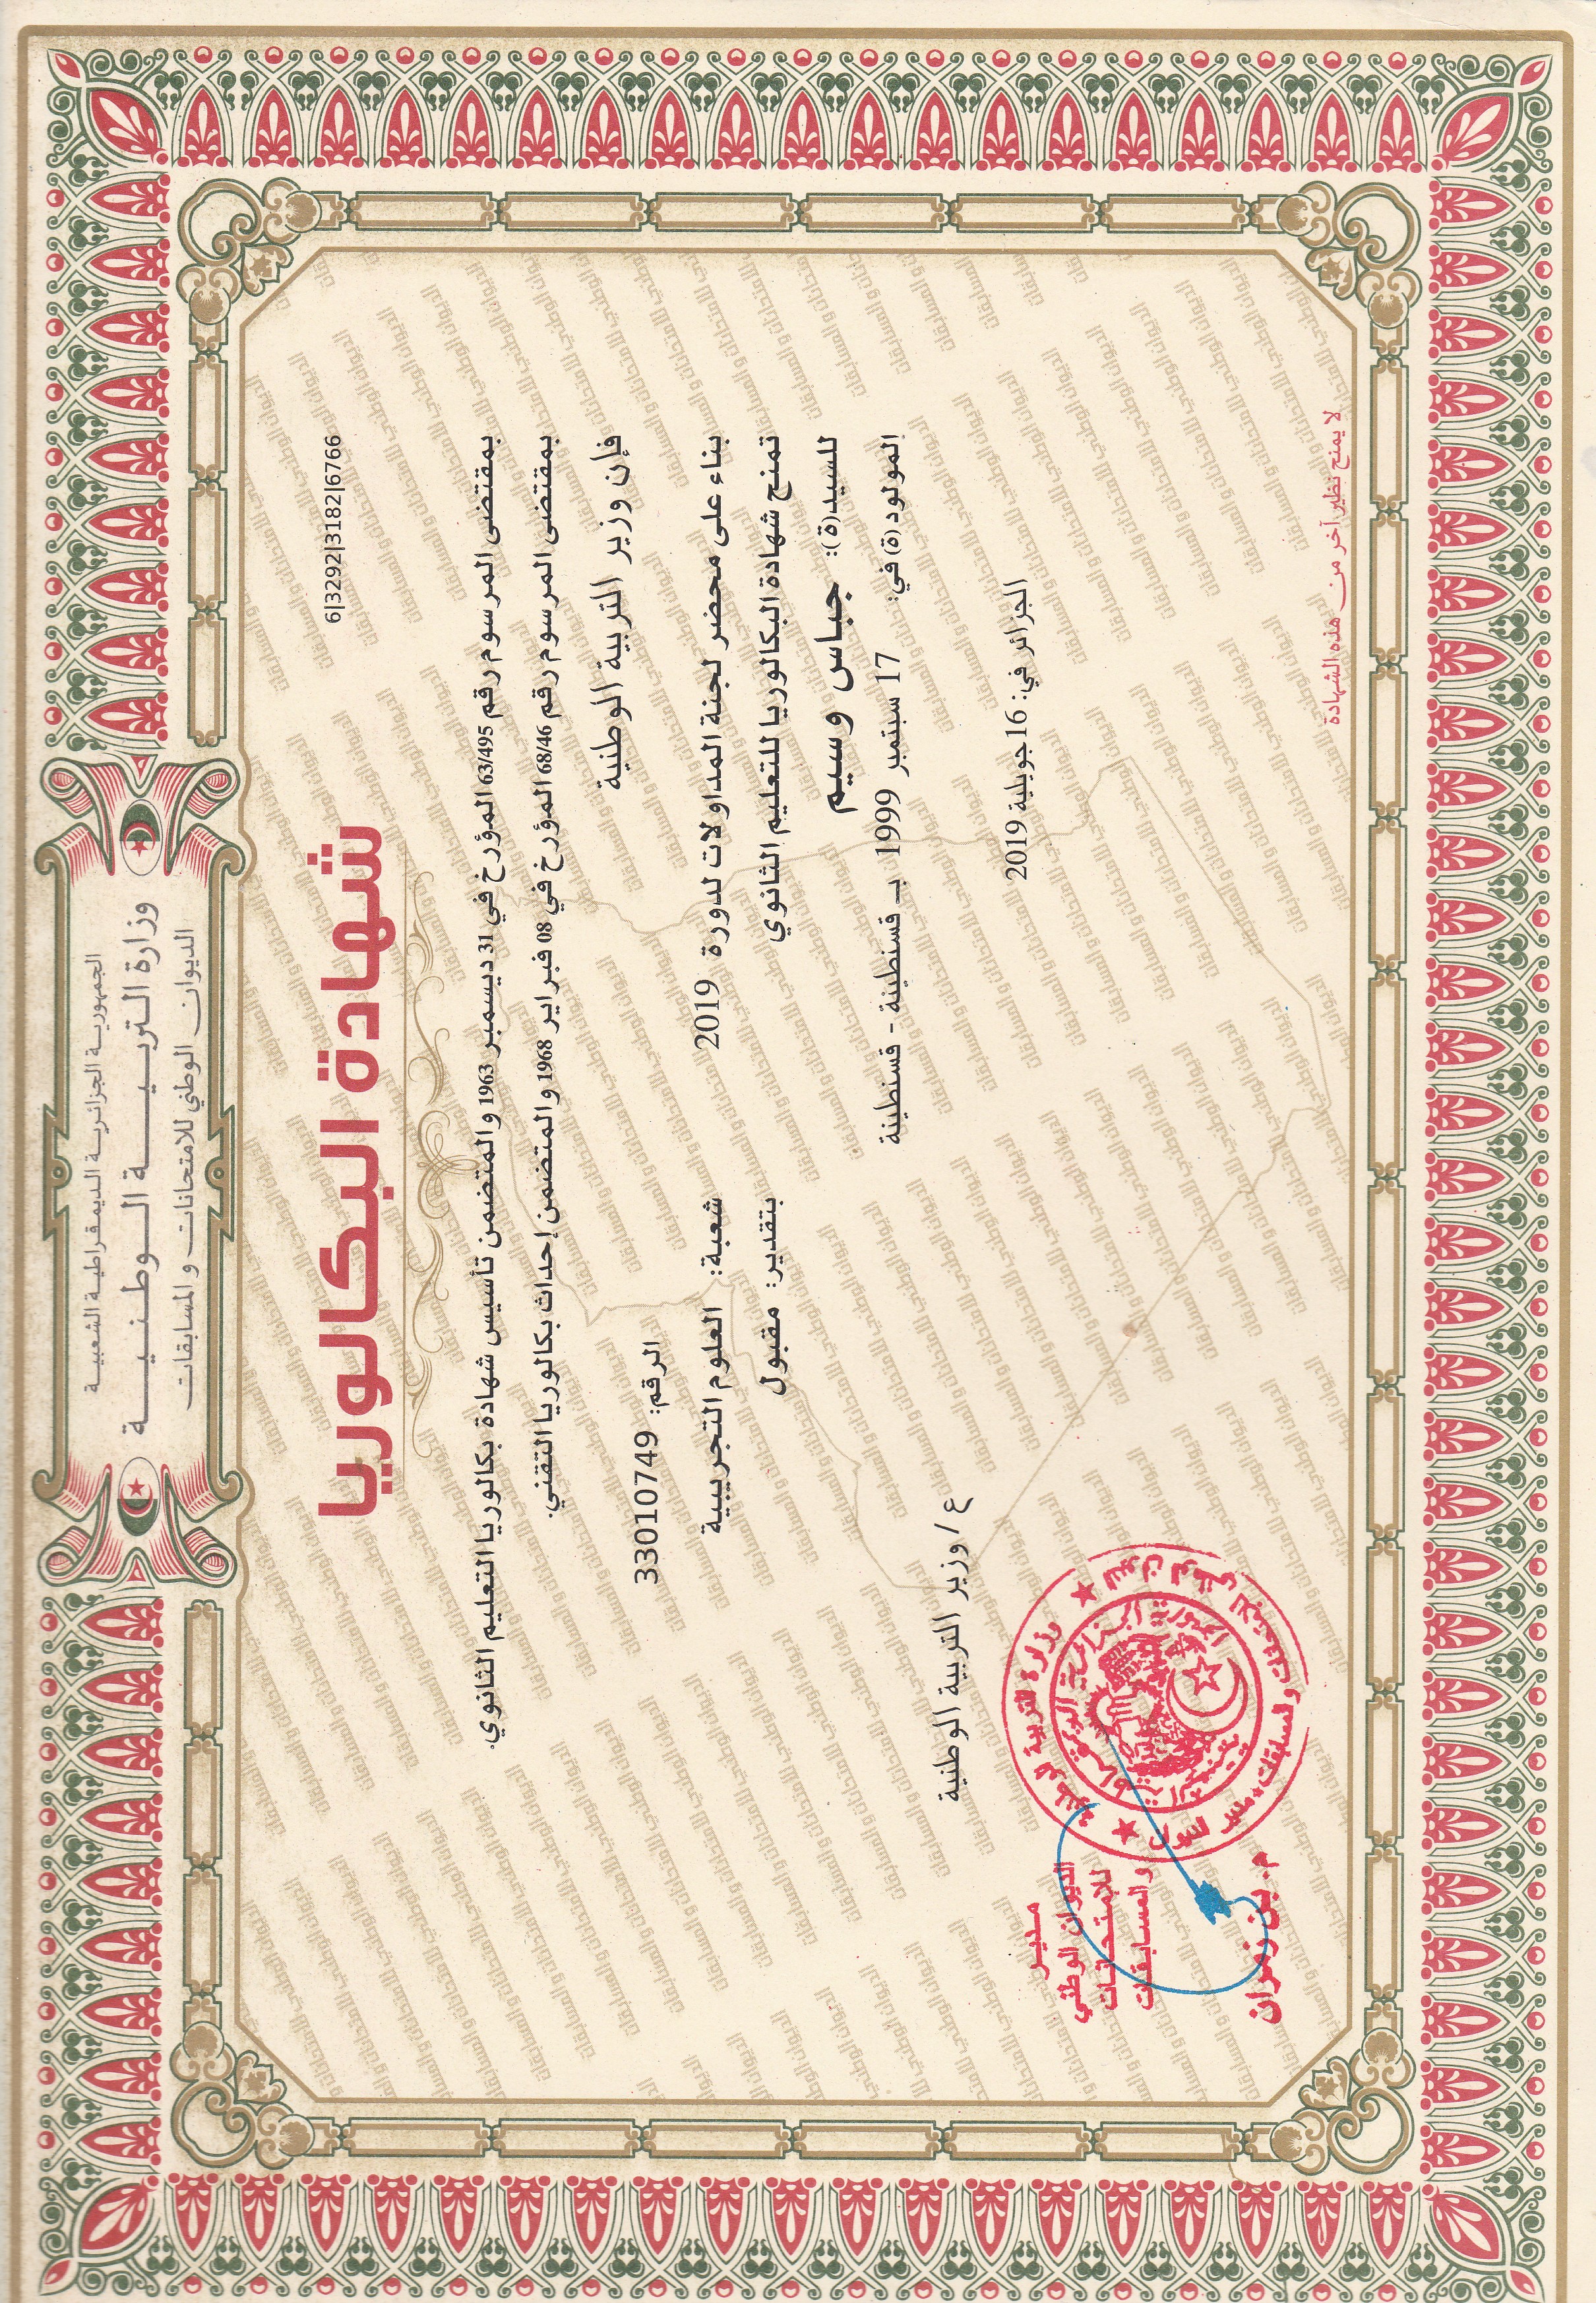 الجمهورية الجزائرية الديمقراطية الشعبية
وزارة التربية الوطنية
الديوان الوطني للامتحانات و المسابقات
6|3292|3182|6766
شهادة البكالوريا
بمقتضى المرسوم رقم 63/495 المؤرخ في 31 ديسمبر 1963 والمتضمن تأسيس شهادة بكالوريا التعليم الثانوي.
بمقتضى المرسوم رقم 68/46 المؤرخ في 08 فبراير 1968 والمتضمن إحداث بكالوريا التقني.
فإن وزير التربية الوطنية
الرقم: 33010749
بناء على محضر لجنة المداولات لدورة 2019 شعبة: العلوم التجريبية
تمنح شهادة البكالوريا للتعليم الثانوي بتقدير: مقبول
للسيد(ة): جباس وسيم
المولود(ة) في: 17 سبتمبر 1999 بـ قسنطينة - قسنطينة
ع / وزير التربية الوطنية
الجزائر في: 16 جويلية 2019
مدير
الديوان الوطني
للإمتحانات
والمسابقات
م. بن زمران
وزارة التربية الوطنية
الديوان الوطني للإمتحانات والمسابقات
الجمهورية الجزائرية الديمقراطية الشعبية
لا يمنح نظير آخر من هذه الشهادة